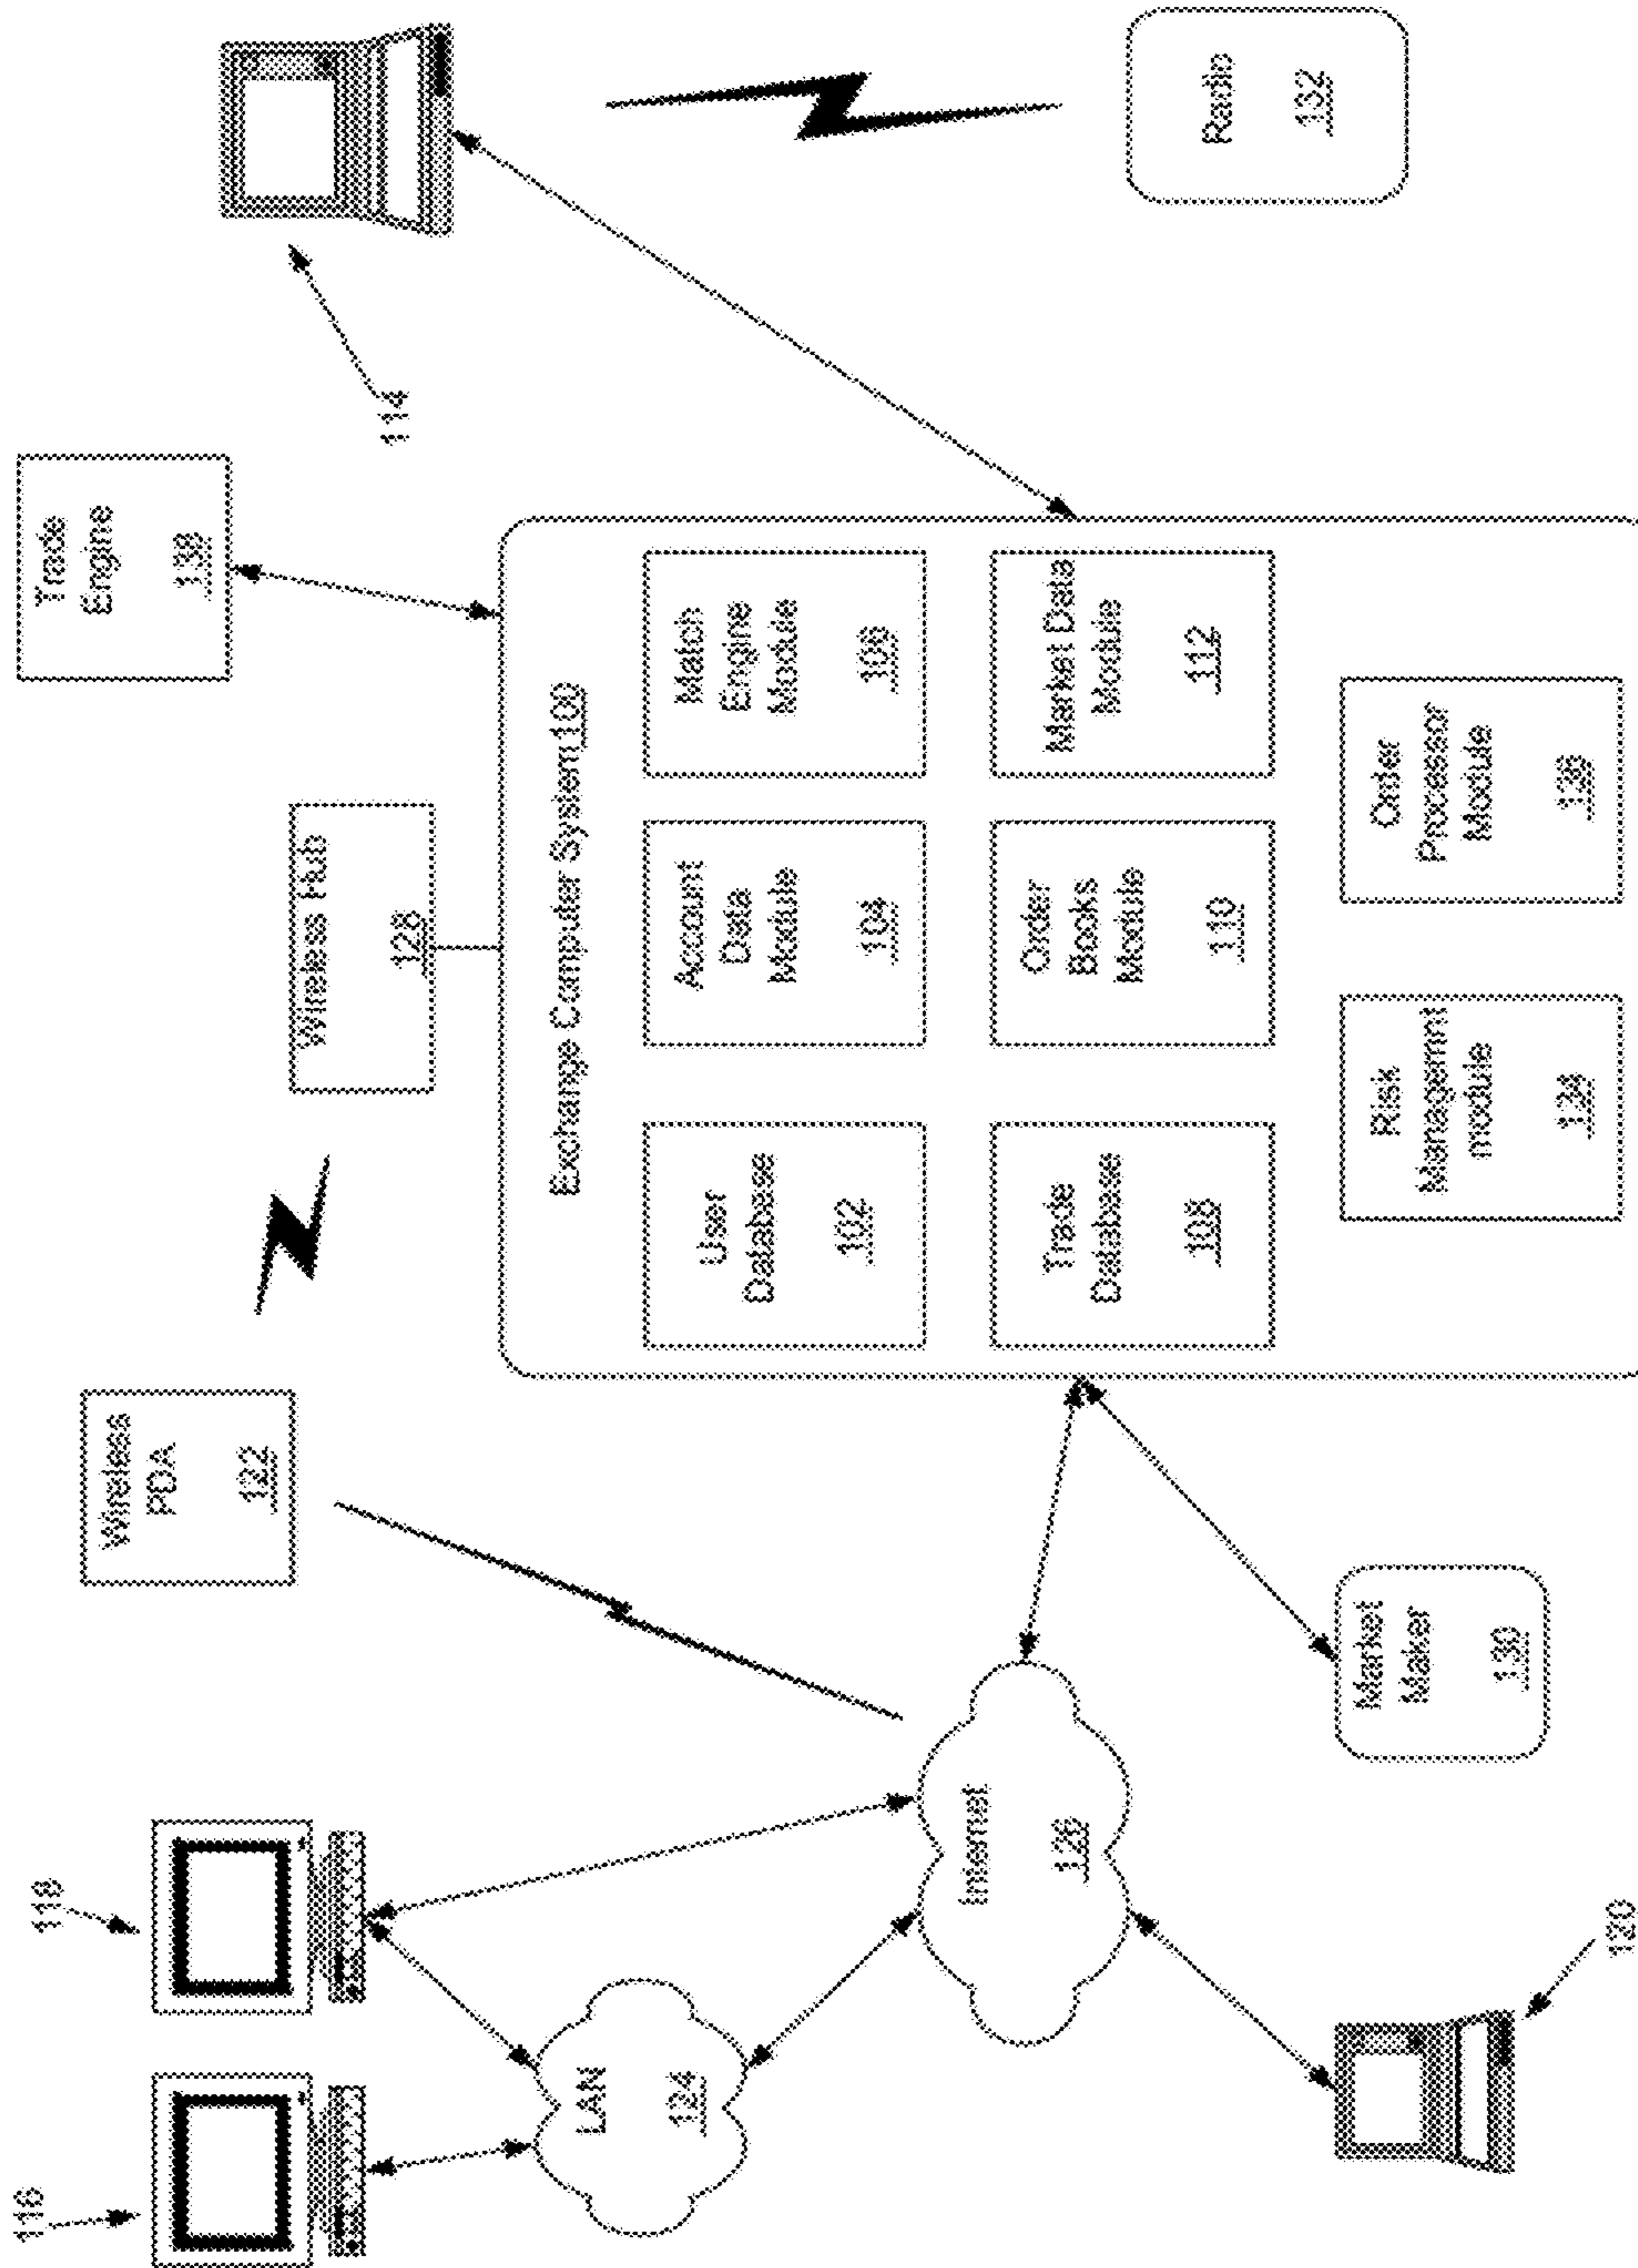 116
118
Wireless
PDA
122
Trade
Engine
138
Wireless Hub
128
114
Exchange Computer System 100
User
Database
102
Account
Data
Module
104
Match
Engine
Module
106
LAN
124
Internet
126
Trade
Database
108
Order
Books
Module
110
Market Data
Module
112
Radio
132
Market
Maker
130
Risk
Managemnt
module
134
Order
Processor
Module
136
120